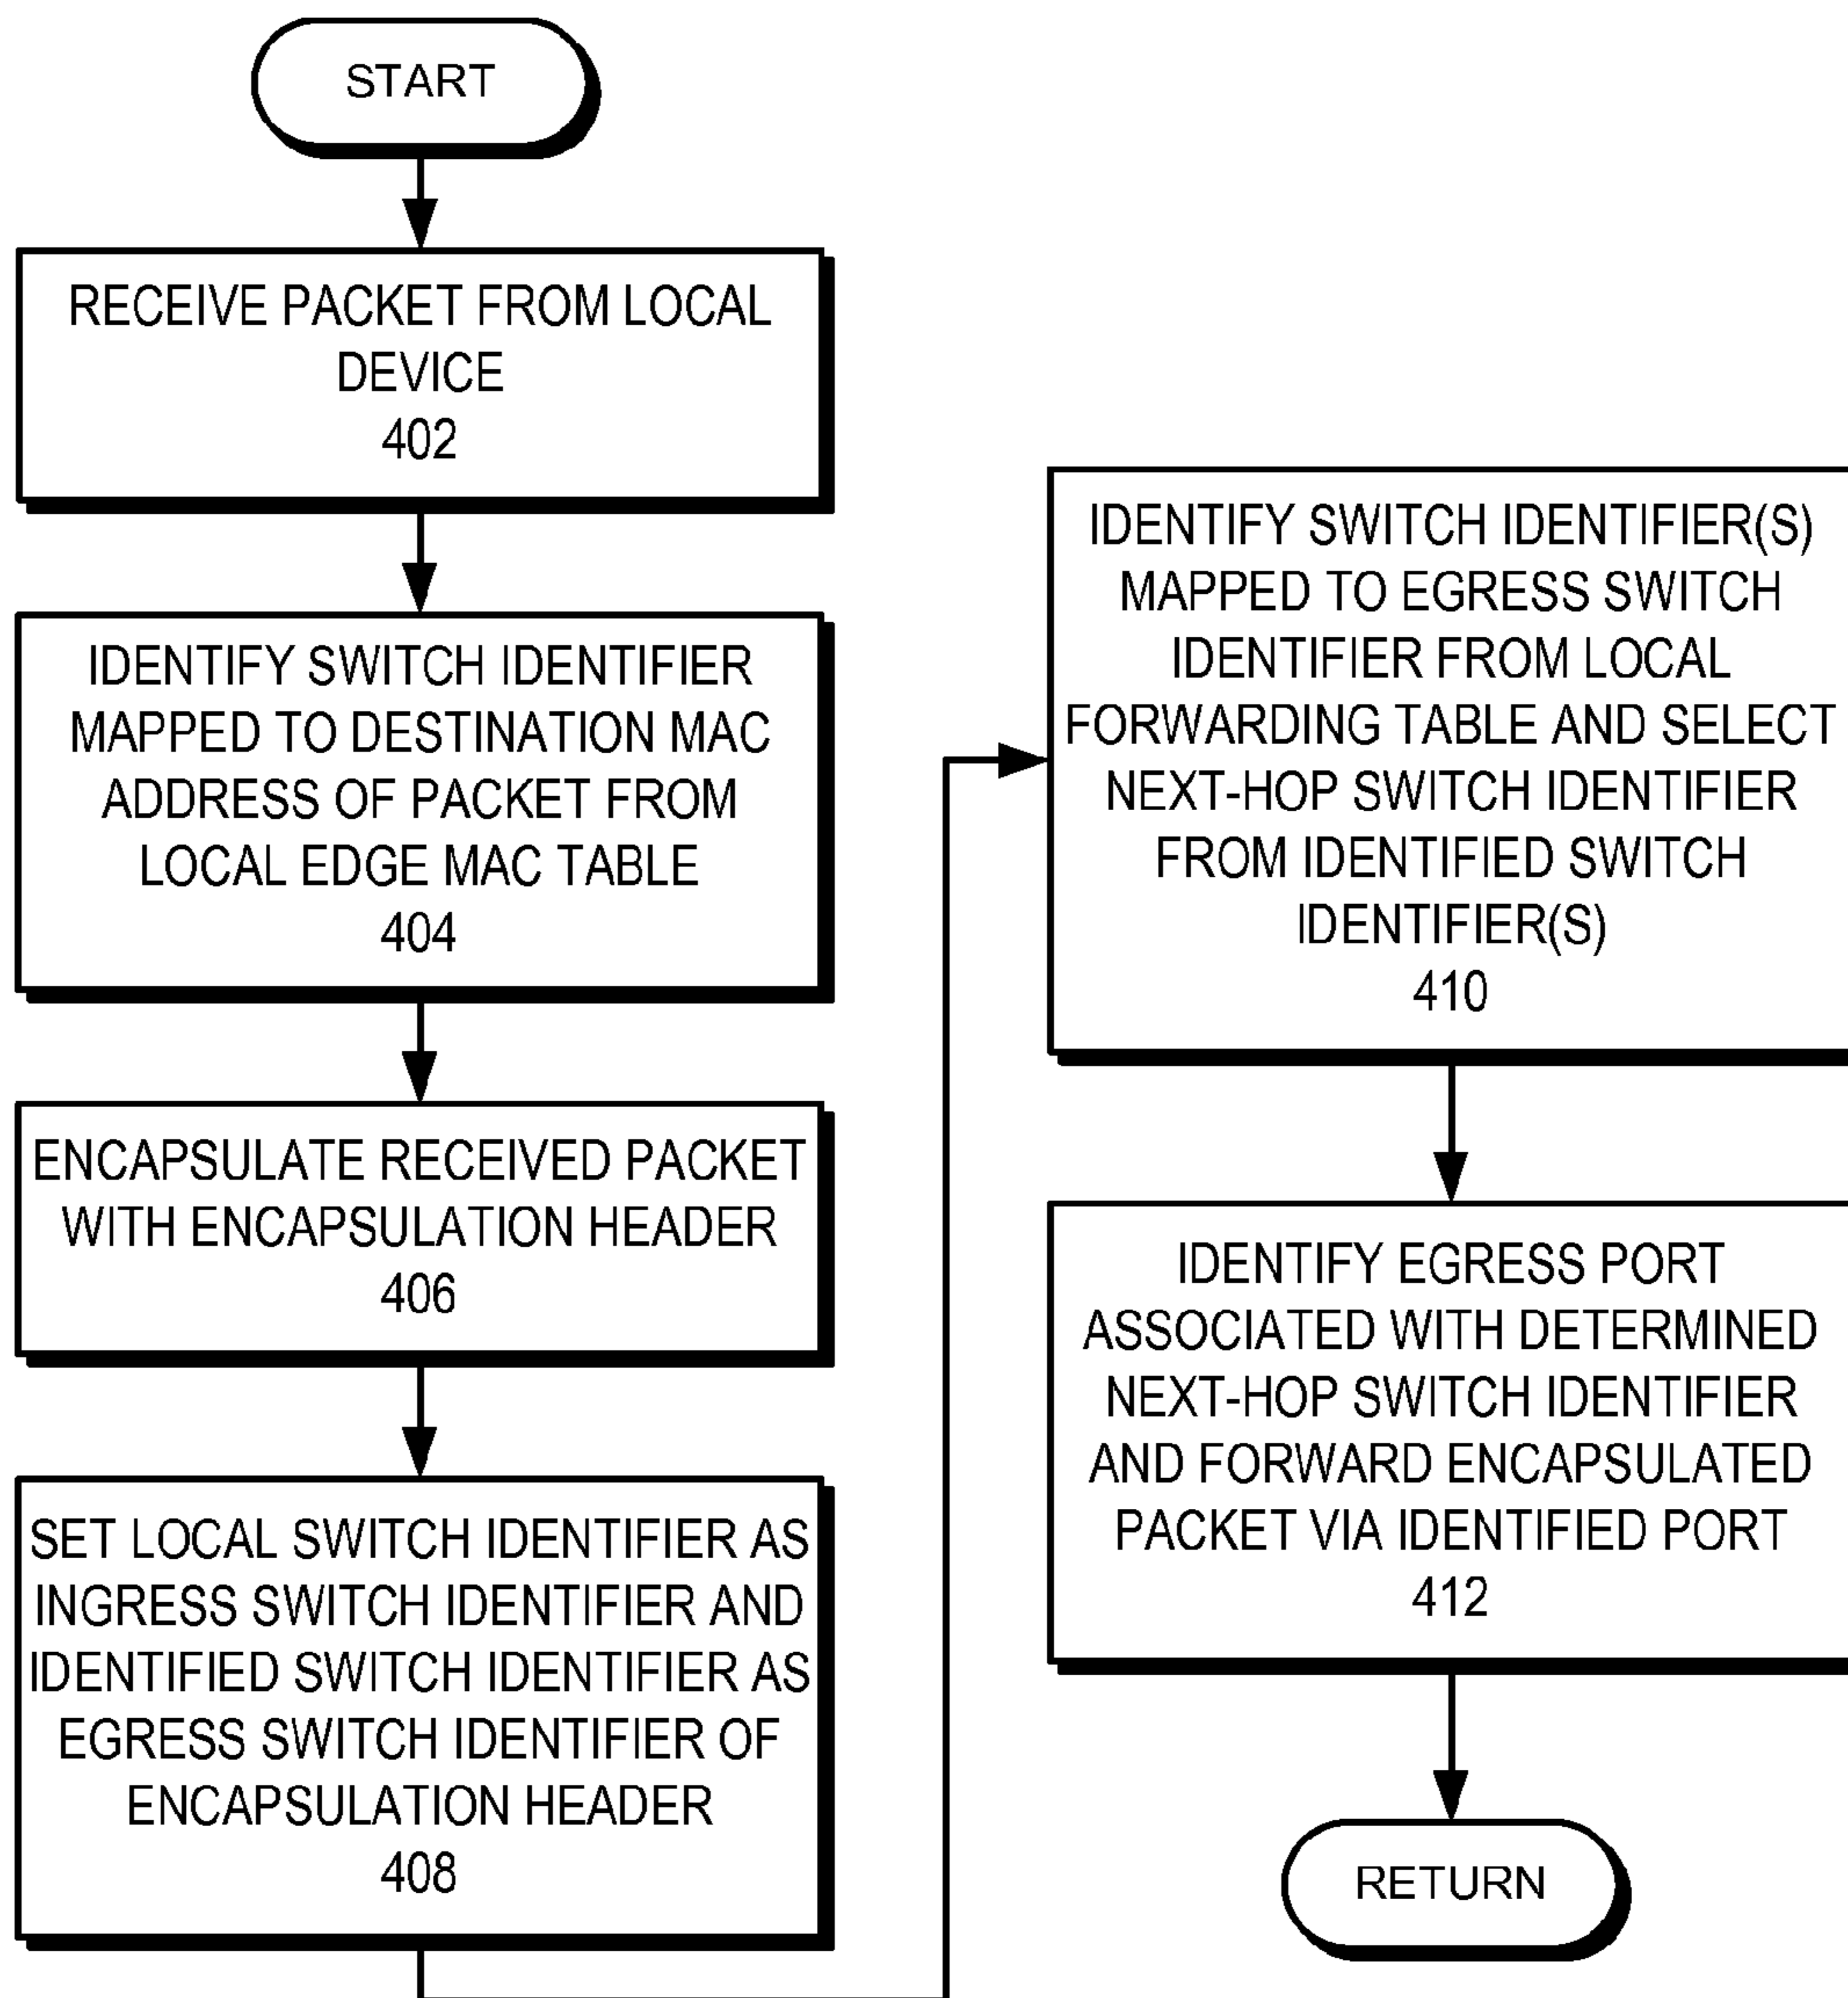 START
RECEIVE PACKET FROM LOCAL
DEVICE
402
IDENTIFY SWITCH IDENTIFIER
MAPPED TO DESTINATION MAC
ADDRESS OF PACKET FROM
LOCAL EDGE MAC TABLE
404
ENCAPSULATE RECEIVED PACKET
WITH ENCAPSULATION HEADER
406
SET LOCAL SWITCH IDENTIFIER AS
INGRESS SWITCH IDENTIFIER AND
IDENTIFIED SWITCH IDENTIFIER AS
EGRESS SWITCH IDENTIFIER OF
ENCAPSULATION HEADER
408
IDENTIFY SWITCH IDENTIFIER(S)
MAPPED TO EGRESS SWITCH
IDENTIFIER FROM LOCAL
FORWARDING TABLE AND SELECT
NEXT-HOP SWITCH IDENTIFIER
FROM IDENTIFIED SWITCH
IDENTIFIER(S)
410
IDENTIFY EGRESS PORT
ASSOCIATED WITH DETERMINED
NEXT-HOP SWITCH IDENTIFIER
AND FORWARD ENCAPSULATED
PACKET VIA IDENTIFIED PORT
412
RETURN